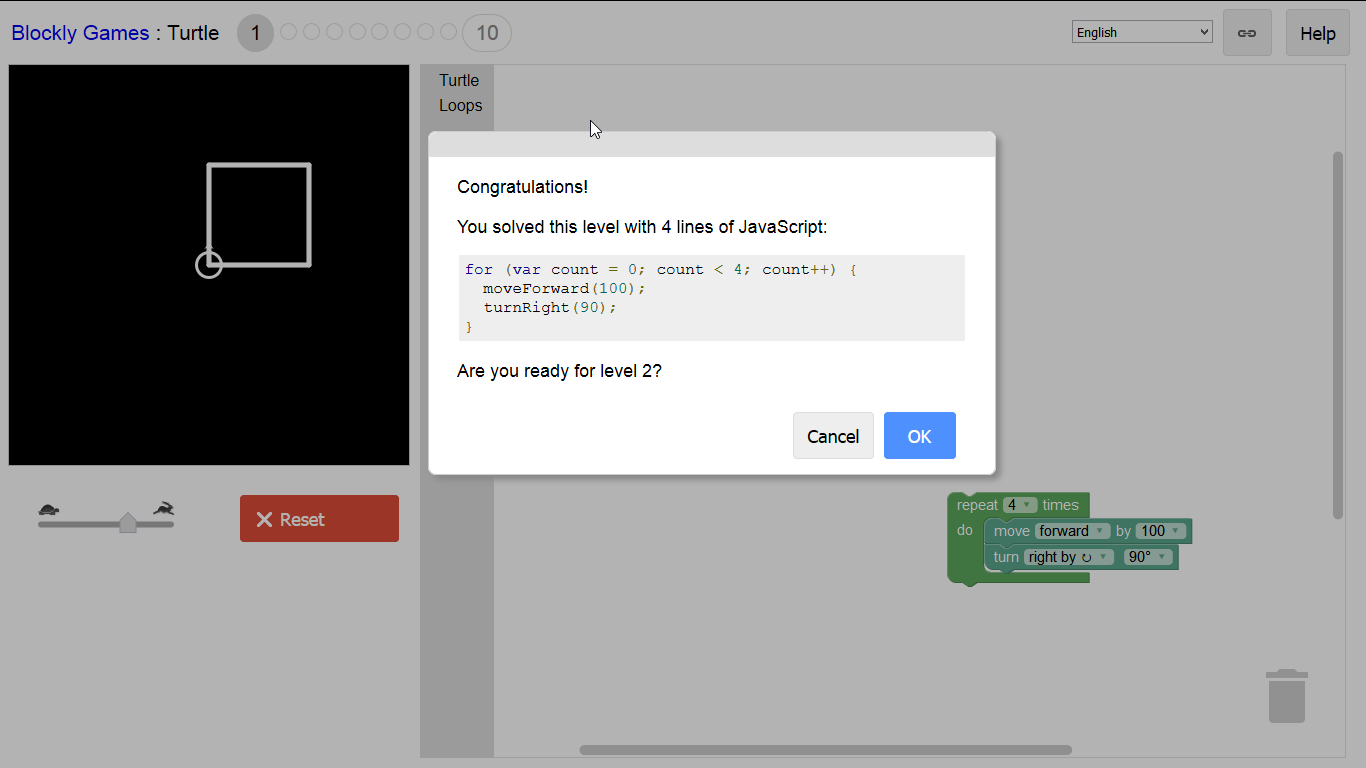 Blockly Games : Turtle 1 10 English Help
Turtle
Loops
Congratulations!
You solved this level with 4 lines of JavaScript:
for (var count = 0; count < 4; count++) {
  moveForward(100);
  turnRight(90);
}
Are you ready for level 2?
Cancel OK
Reset
repeat 4 times
do move forward by 100
turn right by ↻ 90°